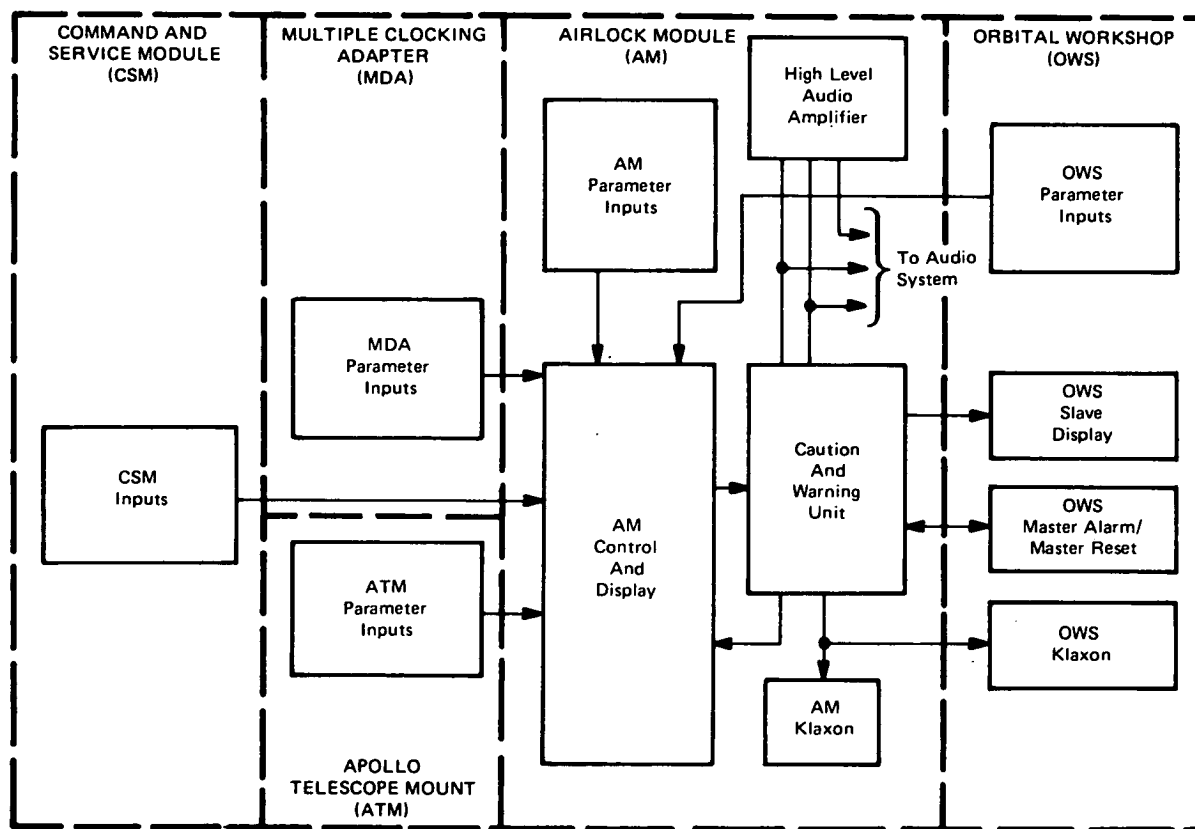 COMMAND AND
SERVICE MODULE
(CSM)
MULTIPLE CLOCKING
ADAPTER
(MDA)
AIRLOCK MODULE
(AM)
ORBITAL WORKSHOP
(OWS)
High Level
Audio
Amplifier
AM
Parameter
Inputs
OWS
Parameter
Inputs
To Audio
System
MDA
Parameter
Inputs
CSM
Inputs
ATM
Parameter
Inputs
AM
Control
And
Display
Caution
And
Warning
Unit
OWS
Slave
Display
OWS
Master Alarm/
Master Reset
OWS
Klaxon
AM
Klaxon
APOLLO
TELESCOPE MOUNT
(ATM)